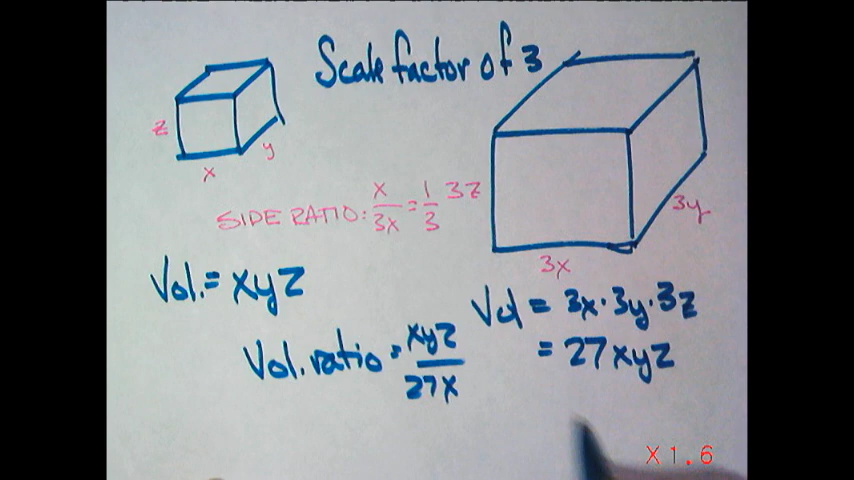 Scale factor of 3
z
y
x
SIDE RATIO: x/3x = 1/3
3z
3y
3x
Vol. = xyz
Vol = 3x·3y·3z
= 27xyz
Vol. ratio = xyz/27x
X1.6